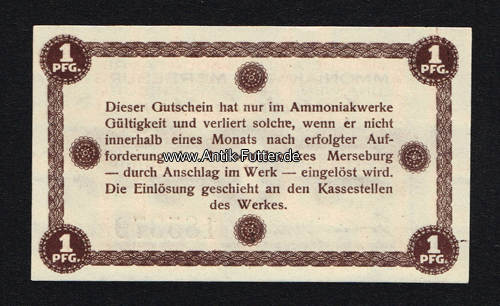 1 PFG. 1 PFG.
Dieser Gutschein hat nur im Ammoniakwerke
Gültigkeit und verliert solche, wenn er nicht
innerhalb eines Monats nach erfolgter Auf-
forderung www.Antik-Futter.de es Merseburg
— durch Anschlag im Werk — eingelöst wird.
Die Einlösung geschieht an den Kassestellen
des Werkes.
1 PFG. 1 PFG.